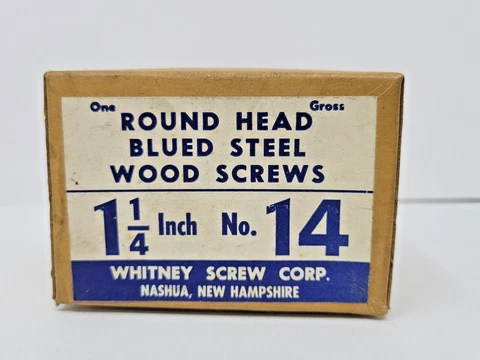 One Gross
ROUND HEAD
BLUED STEEL
WOOD SCREWS
1 1/4 Inch No. 14
WHITNEY SCREW CORP.
NASHUA, NEW HAMPSHIRE